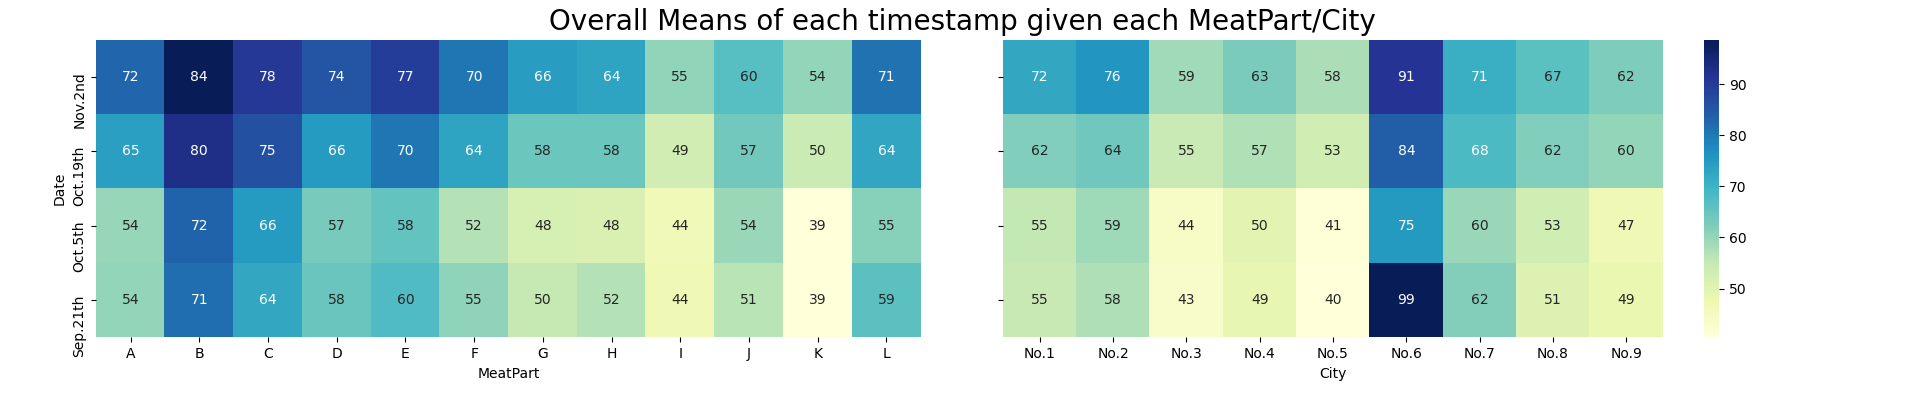 Overall Means of each timestamp given each MeatPart/City
Date
Nov.2nd
72 84 78 74 77 70 66 64 55 60 54 71
Oct.19th
65 80 75 66 70 64 58 58 49 57 50 64
Oct.5th
54 72 66 57 58 52 48 48 44 54 39 55
Sep.21th
54 71 64 58 60 55 50 52 44 51 39 59
A B C D E F G H I J K L
MeatPart
72 76 59 63 58 91 71 67 62
62 64 55 57 53 84 68 62 60
55 59 44 50 41 75 60 53 47
55 58 43 49 40 99 62 51 49
No.1 No.2 No.3 No.4 No.5 No.6 No.7 No.8 No.9
City
90
80
70
60
50